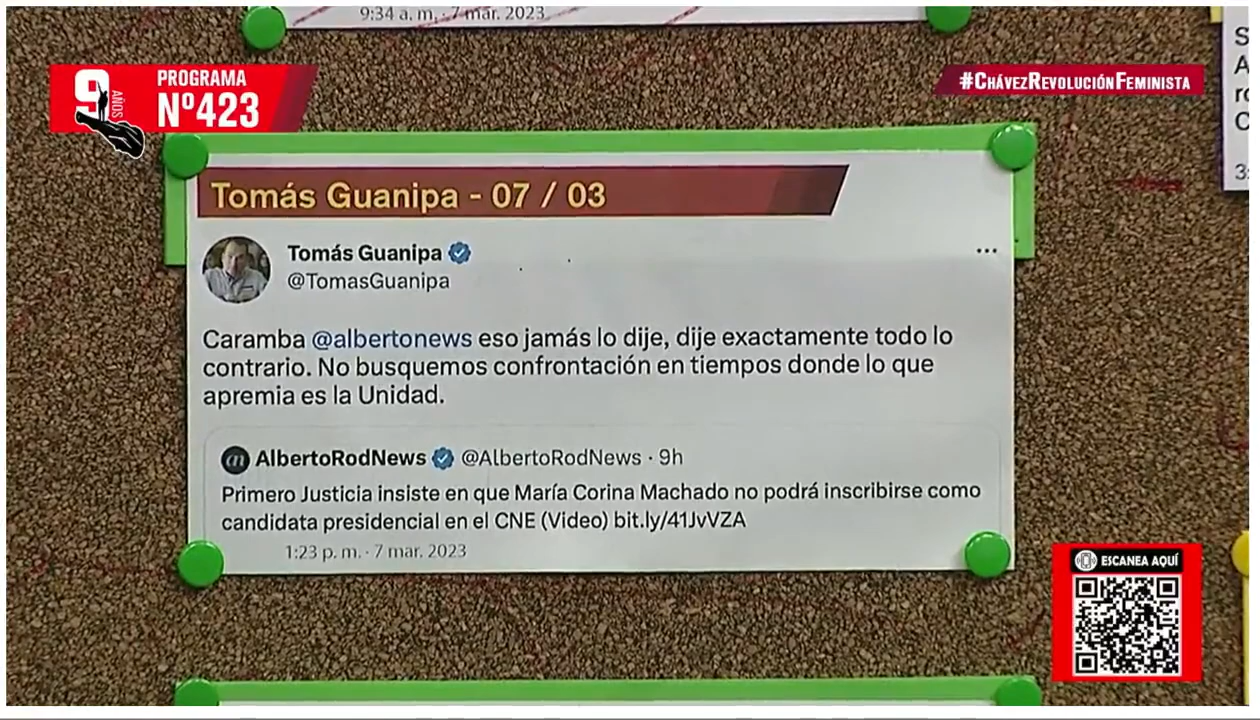 9:34 a. m. · 7 mar. 2023
9
AÑOS
PROGRAMA
Nº423
#CHÁVEZREVOLUCIÓNFEMINISTA
Tomás Guanipa - 07 / 03
Tomás Guanipa
@TomasGuanipa
Caramba @albertonews eso jamás lo dije, dije exactamente todo lo
contrario. No busquemos confrontación en tiempos donde lo que
apremia es la Unidad.
an AlbertoRodNews @AlbertoRodNews · 9h
Primero Justicia insiste en que María Corina Machado no podrá inscribirse como
candidata presidencial en el CNE (Video) bit.ly/41JvVZA
1:23 p. m. · 7 mar. 2023
ESCANEA AQUÍ